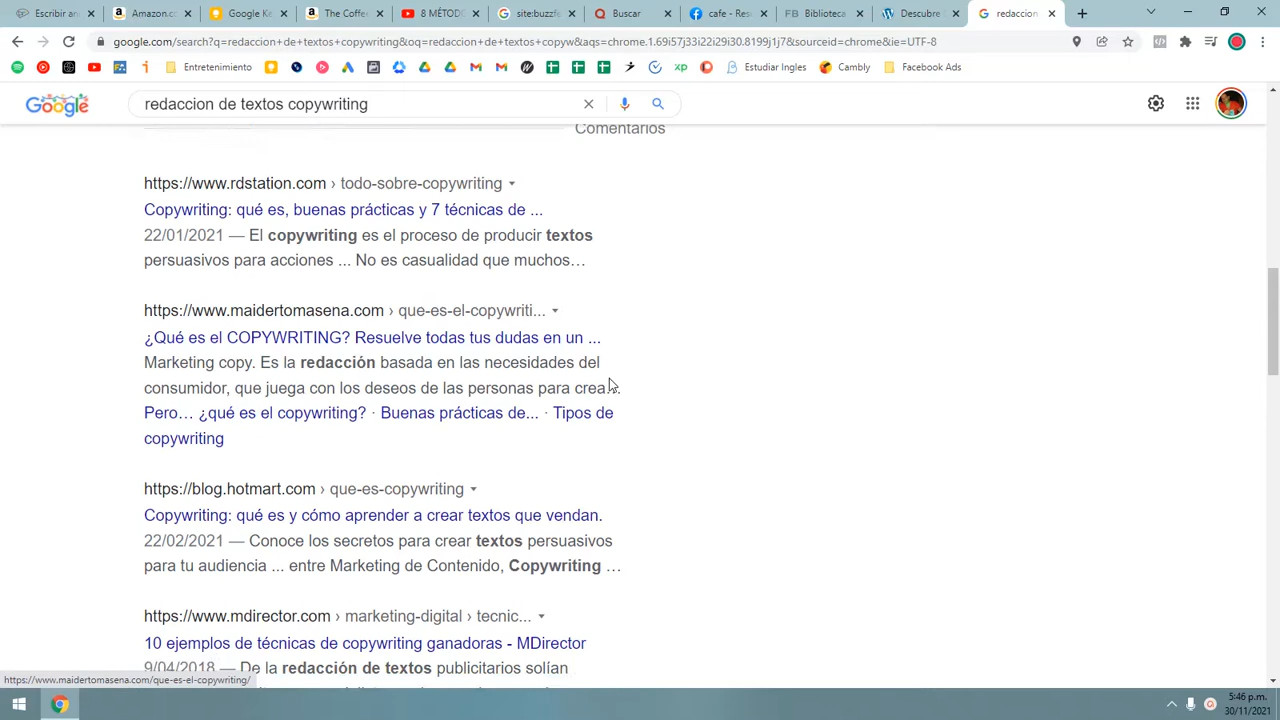 Escribir an
Amazon.co
Google Ke
The Coffe
8 MÉTOD
site:buzzfe
Buscar
cafe - Res
Biblioteca
Descubre
redaccion
google.com/search?q=redaccion+de+textos+copywriting&oq=redaccion+de+textos+copyw&aqs=chrome.1.69i57j33i22i29i30.8199j1j7&sourceid=chrome&ie=UTF-8
Entretenimiento
Estudiar Ingles
Cambly
Facebook Ads
Google
redaccion de textos copywriting
Comentarios
https://www.rdstation.com › todo-sobre-copywriting
Copywriting: qué es, buenas prácticas y 7 técnicas de ...
22/01/2021 — El copywriting es el proceso de producir textos
persuasivos para acciones ... No es casualidad que muchos…
https://www.maidertomasena.com › que-es-el-copywriti...
¿Qué es el COPYWRITING? Resuelve todas tus dudas en un ...
Marketing copy. Es la redacción basada en las necesidades del
consumidor, que juega con los deseos de las personas para crea...
Pero… ¿qué es el copywriting? · Buenas prácticas de... · Tipos de
copywriting
https://blog.hotmart.com › que-es-copywriting
Copywriting: qué es y cómo aprender a crear textos que vendan.
22/02/2021 — Conoce los secretos para crear textos persuasivos
para tu audiencia ... entre Marketing de Contenido, Copywriting …
https://www.mdirector.com › marketing-digital › tecnic...
10 ejemplos de técnicas de copywriting ganadoras - MDirector
9/04/2018 — De la redacción de textos publicitarios solían
https://www.maidertomasena.com/que-es-el-copywriting/
5:46 p.m.
30/11/2021